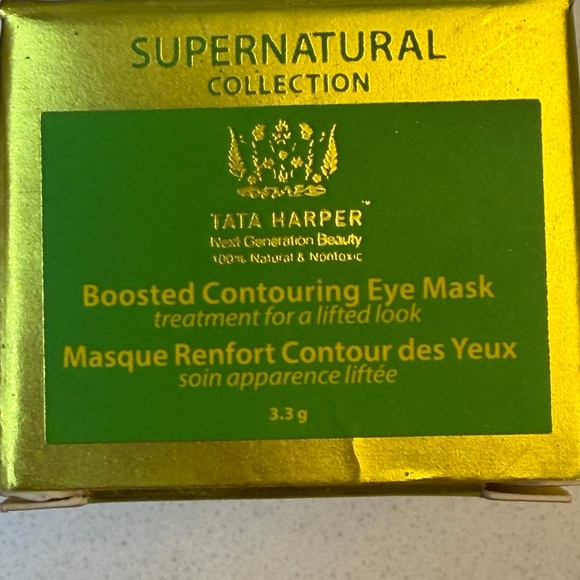 SUPERNATURAL
COLLECTION
TATA HARPER™
Next Generation Beauty
100% Natural & Nontoxic
Boosted Contouring Eye Mask
treatment for a lifted look
Masque Renfort Contour des Yeux
soin apparence liftée
3.3 g